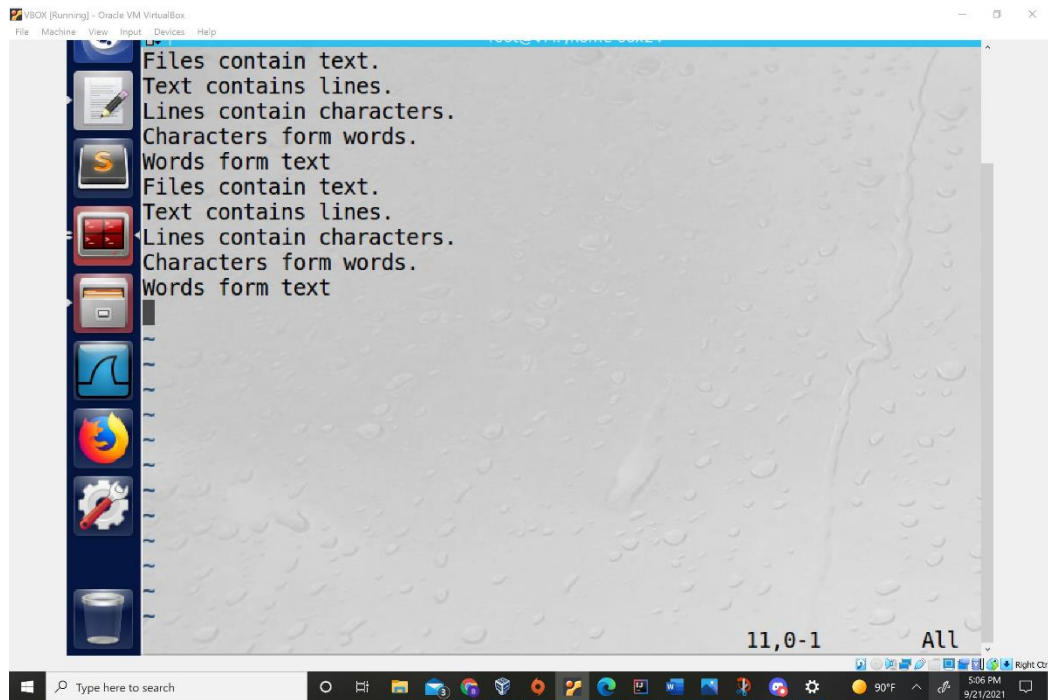 VBOX [Running] - Oracle VM VirtualBox
File Machine View Input Devices Help
Files contain text.
Text contains lines.
Lines contain characters.
Characters form words.
Words form text
Files contain text.
Text contains lines.
Lines contain characters.
Characters form words.
Words form text
~
~
~
~
~
~
~
~
~
~
~
~
11,0-1 All
Right Ctr
Type here to search
90°F
5:06 PM
9/21/2021